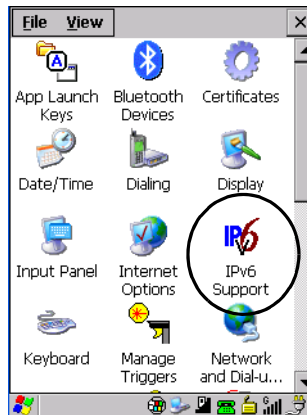 File View
App Launch Keys
Bluetooth Devices
Certificates
Date/Time
Dialing
Display
Input Panel
Internet Options
IPv6
IPv6 Support
Keyboard
Manage Triggers
Network and Dial-u...